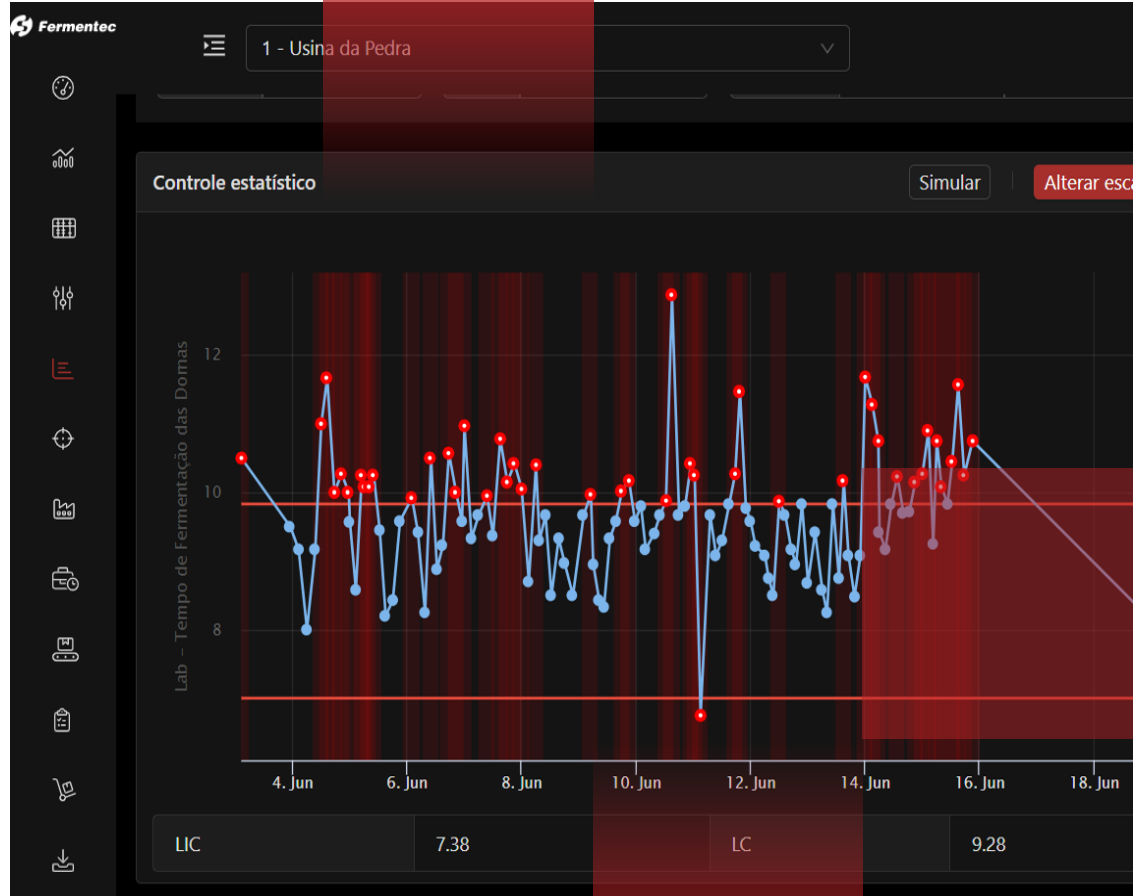 Fermentec
1 - Usina da Pedra
Controle estatístico
Simular
Alterar esca
Lab - Tempo de Fermentação das Dornas
12
10
8
4. Jun
6. Jun
8. Jun
10. Jun
12. Jun
14. Jun
16. Jun
18. Jun
LIC
7.38
LC
9.28